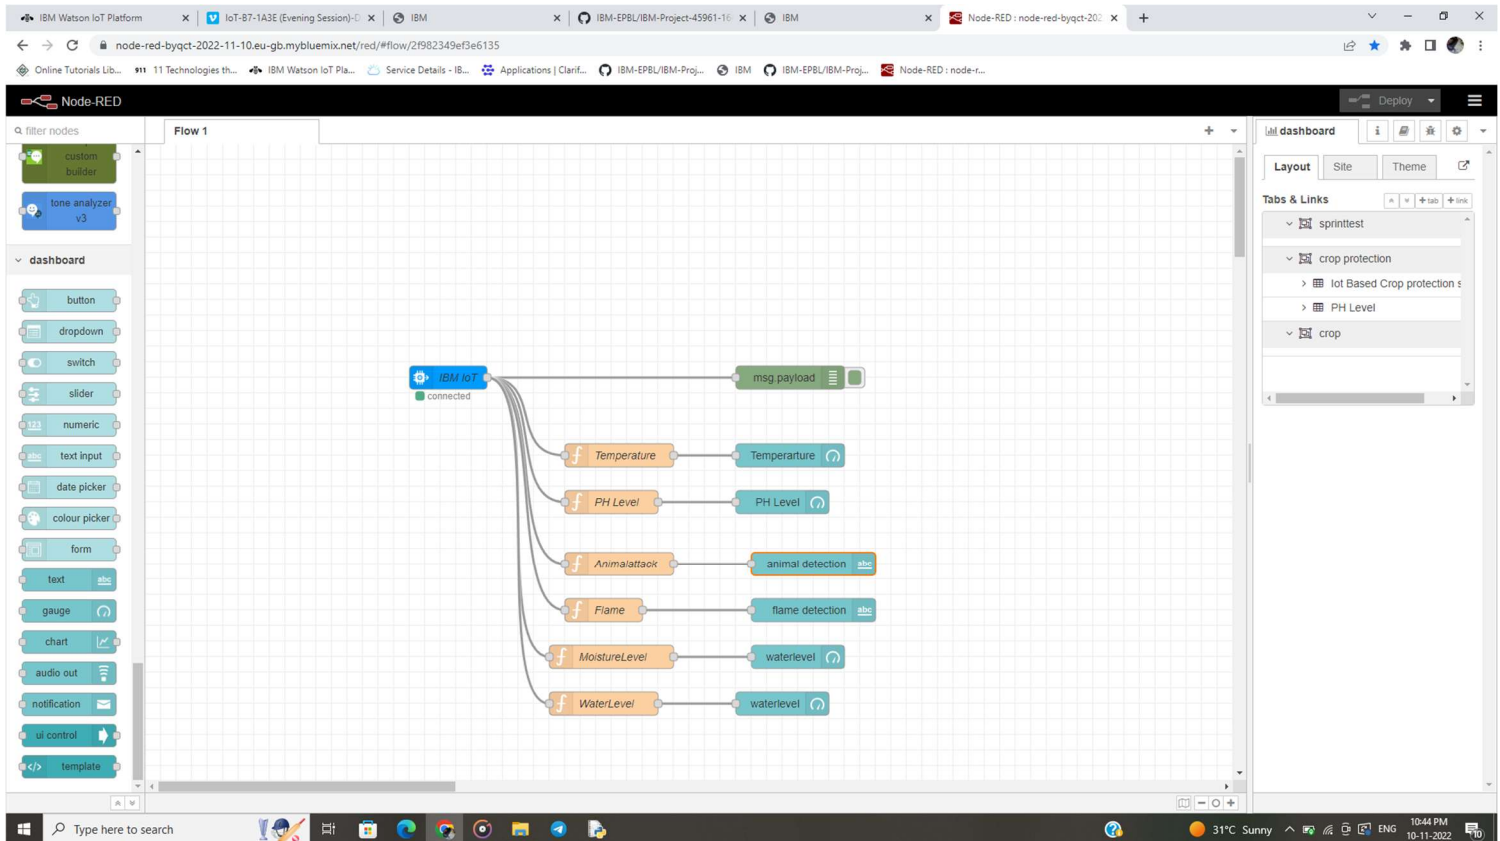 IBM Watson IoT Platform
IoT-B7-1A3E (Evening Session)-D
IBM
IBM-EPBL/IBM-Project-45961-16
IBM
Node-RED : node-red-byqct-202
node-red-byqct-2022-11-10.eu-gb.mybluemix.net/red/#flow/2f982349ef3e6135
Online Tutorials Lib...
911 11 Technologies th...
IBM Watson IoT Pla...
Service Details - IB...
Applications | Clarif...
IBM-EPBL/IBM-Proj...
IBM
IBM-EPBL/IBM-Proj...
Node-RED : node-r...
Node-RED
Deploy
filter nodes
Flow 1
dashboard
i
custom
builder
tone analyzer
v3
dashboard
button
dropdown
switch
slider
123 numeric
abc text input
date picker
colour picker
form
text abc
gauge
chart
audio out
notification
ui control
</> template
IBM IoT
connected
msg.payload
f Temperature
Temperarture
f PH Level
PH Level
f Animalattack
animal detection abc
f Flame
flame detection abc
f MoistureLevel
waterlevel
f WaterLevel
waterlevel
Layout
Site
Theme
Tabs & Links
+ tab
+ link
sprinttest
crop protection
Iot Based Crop protection s
PH Level
crop
Type here to search
31°C Sunny
ENG
10:44 PM
10-11-2022
10